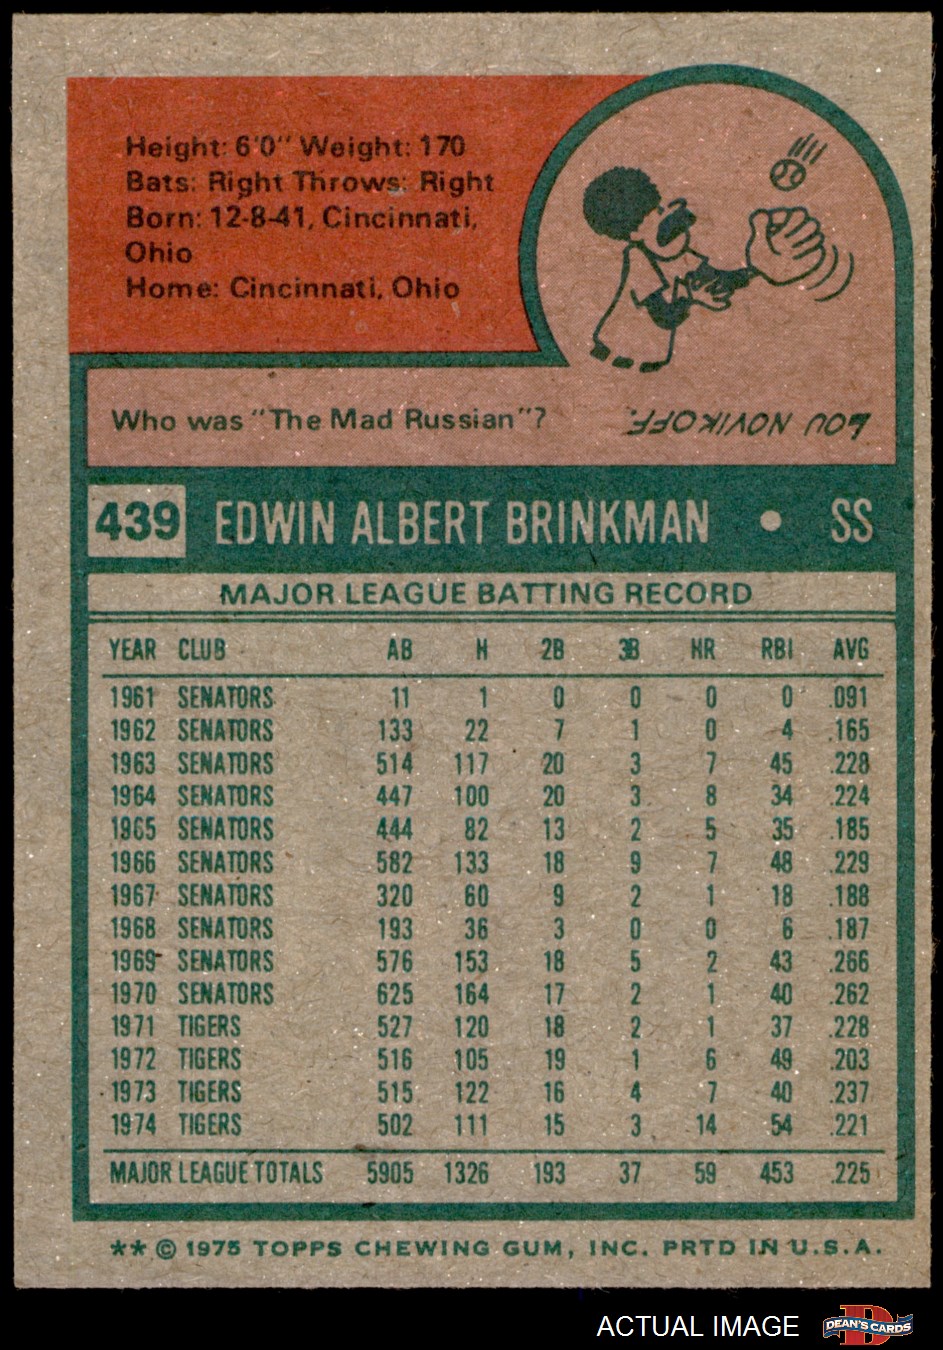 Height: 6'0" Weight: 170
Bats: Right Throws: Right
Born: 12-8-41, Cincinnati,
Ohio
Home: Cincinnati, Ohio
Who was "The Mad Russian"?
LOU NOVIKOFF.
439 EDWIN ALBERT BRINKMAN • SS
MAJOR LEAGUE BATTING RECORD
YEAR CLUB AB H 2B 3B HR RBI AVG
1961 SENATORS 11 1 0 0 0 0 .091
1962 SENATORS 133 22 7 1 0 4 .165
1963 SENATORS 514 117 20 3 7 45 .228
1964 SENATORS 447 100 20 3 8 34 .224
1965 SENATORS 444 82 13 2 5 35 .185
1966 SENATORS 582 133 18 9 7 48 .229
1967 SENATORS 320 60 9 2 1 18 .188
1968 SENATORS 193 36 3 0 0 6 .187
1969 SENATORS 576 153 18 5 2 43 .266
1970 SENATORS 625 164 17 2 1 40 .262
1971 TIGERS 527 120 18 2 1 37 .228
1972 TIGERS 516 105 19 1 6 49 .203
1973 TIGERS 515 122 16 4 7 40 .237
1974 TIGERS 502 111 15 3 14 54 .221
MAJOR LEAGUE TOTALS 5905 1326 193 37 59 453 .225
** © 1975 TOPPS CHEWING GUM, INC. PRTD IN U.S.A.
ACTUAL IMAGE
D
DEAN'S CARDS